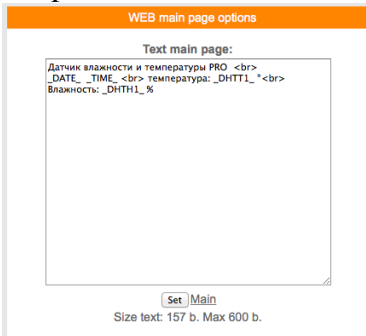 WEB main page options
Text main page:
Датчик влажности и температуры PRO <br>
_DATE_ _TIME_ <br> температура: _DHTT1_ °<br>
Влажность: _DHTH1_ %
Set Main
Size text: 157 b. Max 600 b.